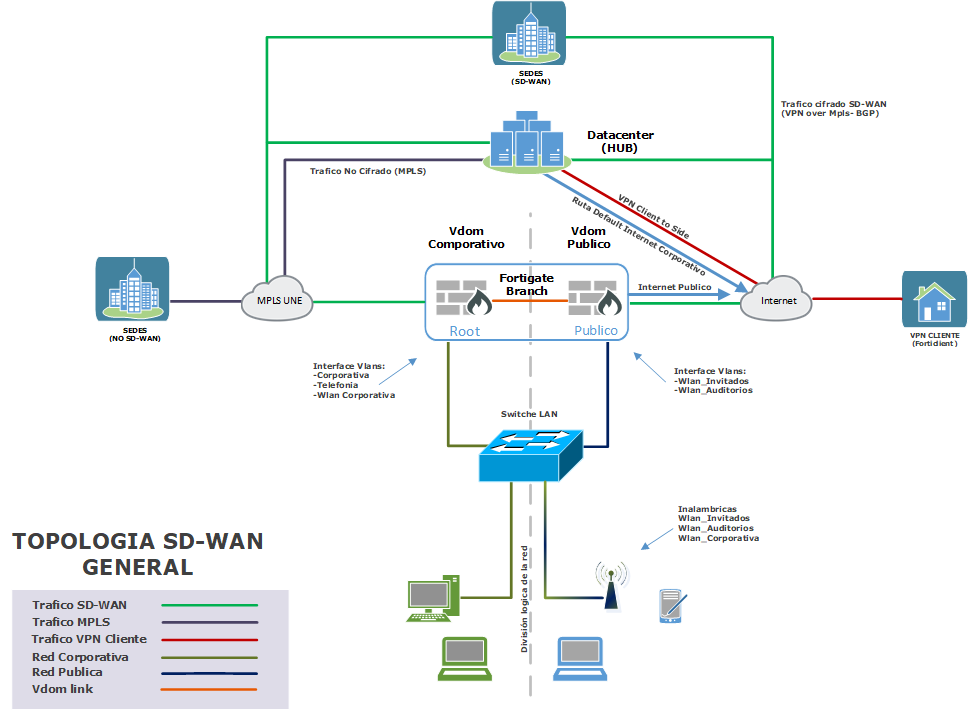 SEDES
(SD-WAN)
Trafico cifrado SD-WAN
(VPN over Mpls- BGP)
Datacenter
(HUB)
Trafico No Cifrado (MPLS)
VPN Client to Side
Ruta Default Internet Corporativo
Vdom
Comporativo
Vdom
Publico
Fortigate
Branch
MPLS UNE
Internet Publico
Internet
Root
Publico
SEDES
(NO SD-WAN)
VPN CLIENTE
(Forticlient)
Interface Vlans:
-Corporativa
-Telefonia
-Wlan Corporativa
Interface Vlans:
-Wlan_Invitados
-Wlan_Auditorios
Switche LAN
Inalambricas
Wlan_Invitados
Wlan_Auditorios
Wlan_Corporativa
División logica de la red
TOPOLOGIA SD-WAN
GENERAL
Trafico SD-WAN
Trafico MPLS
Trafico VPN Cliente
Red Corporativa
Red Publica
Vdom link